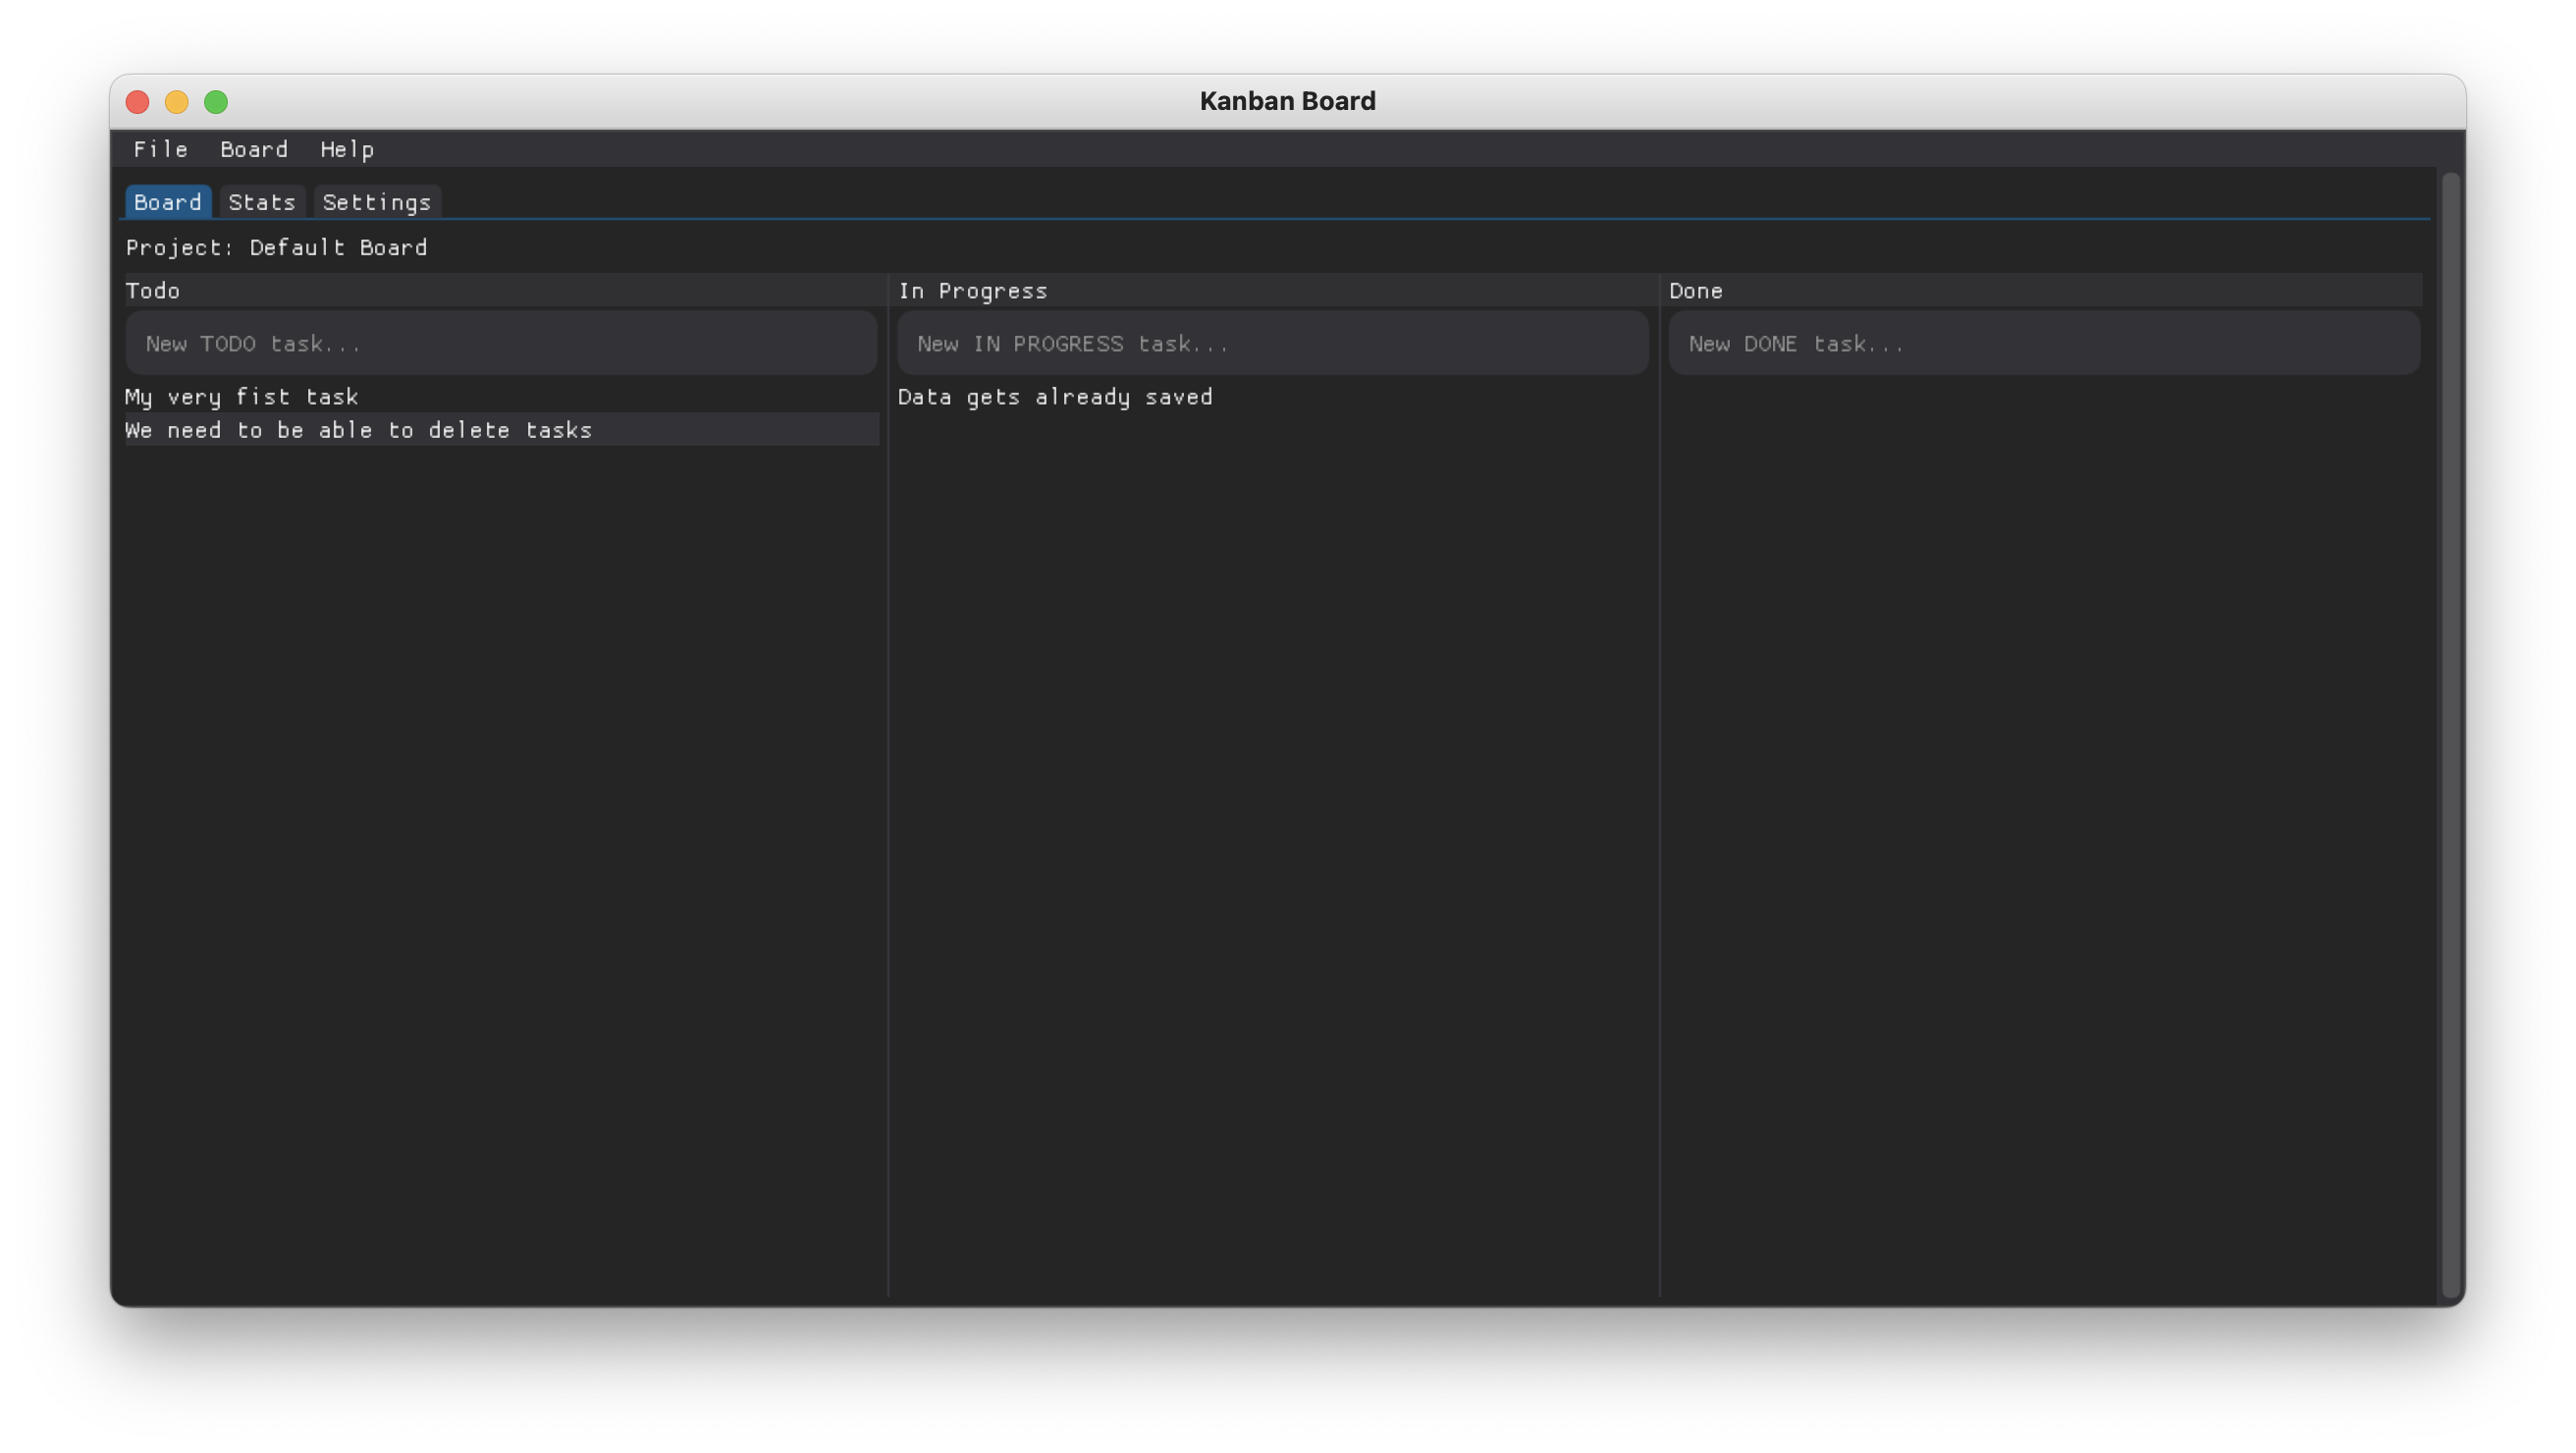 Kanban Board
File Board Help
Board Stats Settings
Project: Default Board
Todo In Progress Done
New TODO task... New IN PROGRESS task... New DONE task...
My very fist task Data gets already saved
We need to be able to delete tasks